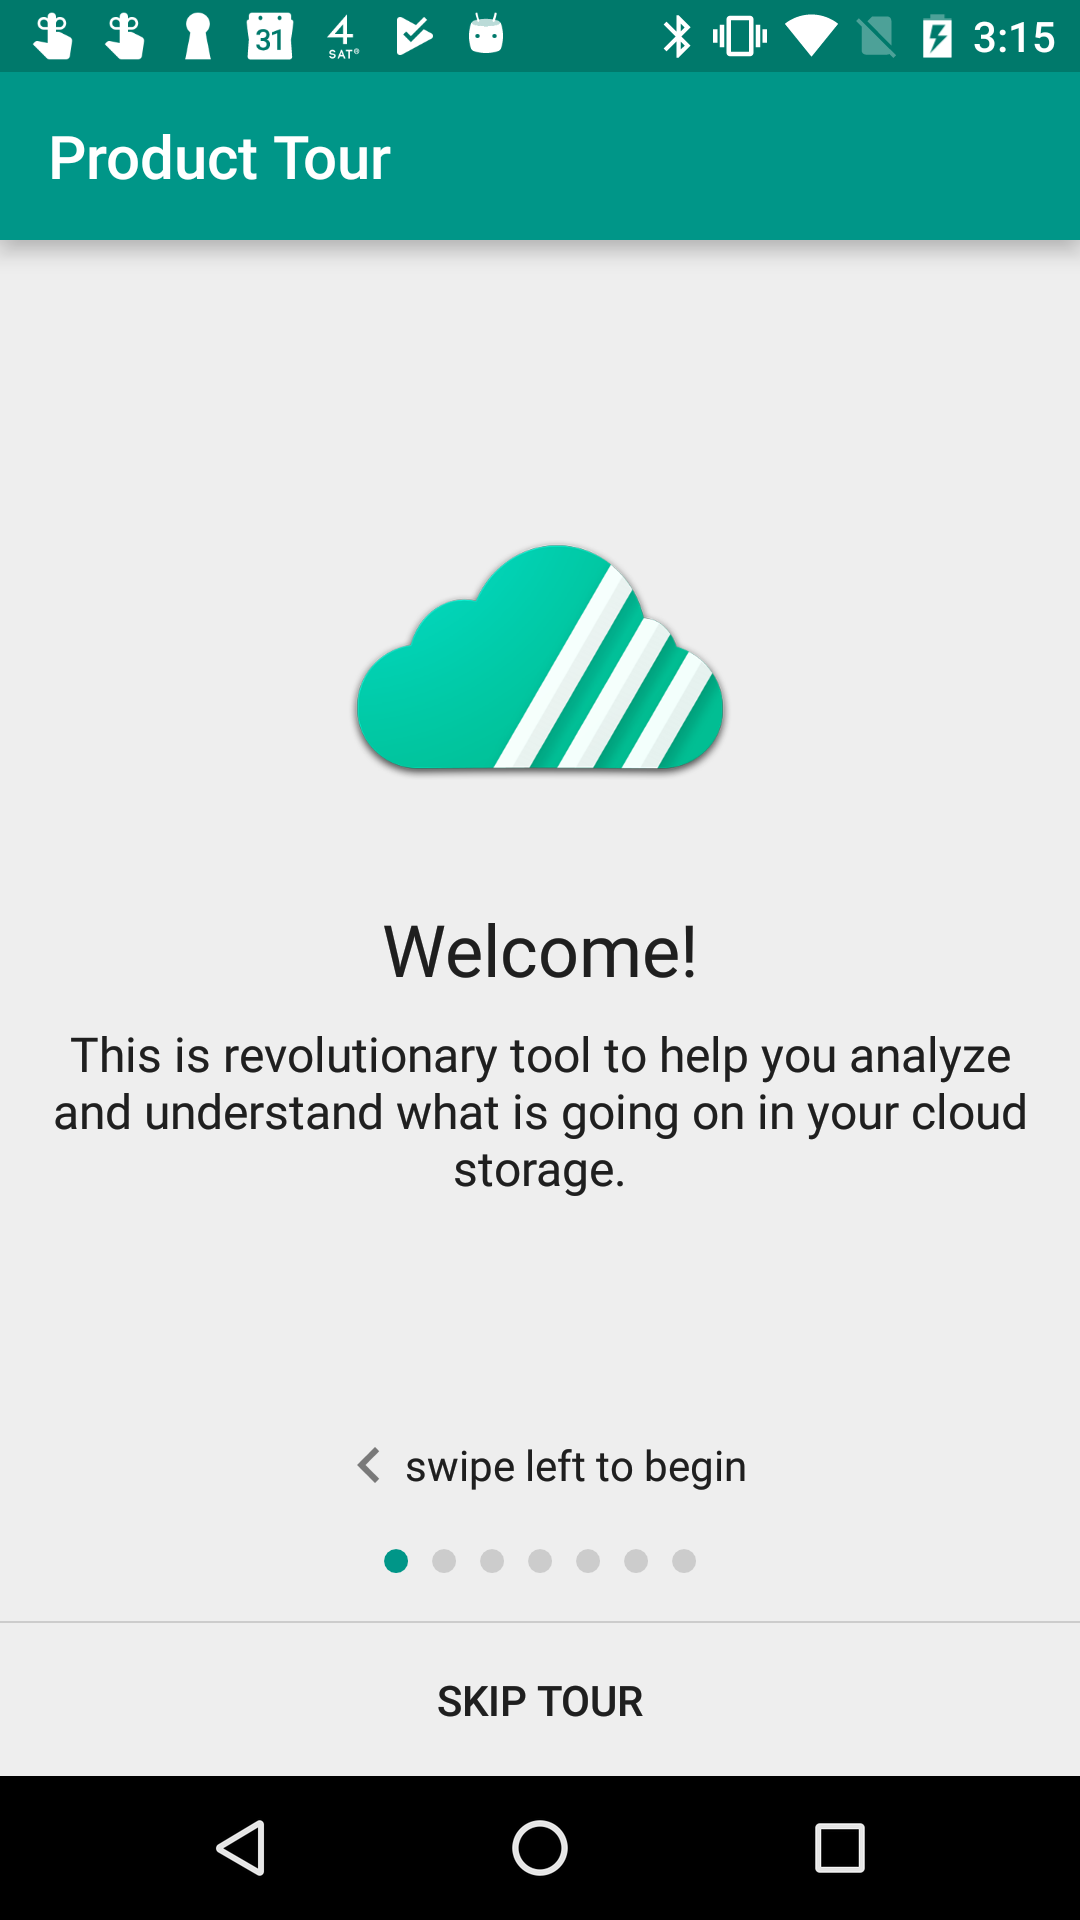 31
4
SAT®
3:15
Product Tour
Welcome!
This is revolutionary tool to help you analyze
and understand what is going on in your cloud
storage.
swipe left to begin
SKIP TOUR